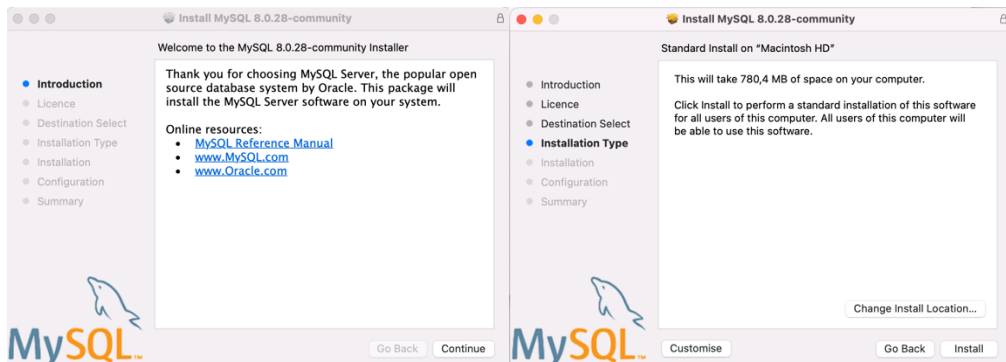 Install MySQL 8.0.28-community
Welcome to the MySQL 8.0.28-community Installer
Introduction
Licence
Destination Select
Installation Type
Installation
Configuration
Summary
Thank you for choosing MySQL Server, the popular open
source database system by Oracle. This package will
install the MySQL Server software on your system.
Online resources:
• MySQL Reference Manual
• www.MySQL.com
• www.Oracle.com
MySQL™
Go Back
Continue
Install MySQL 8.0.28-community
Standard Install on “Macintosh HD”
Introduction
Licence
Destination Select
Installation Type
Installation
Configuration
Summary
This will take 780,4 MB of space on your computer.
Click Install to perform a standard installation of this software
for all users of this computer. All users of this computer will
be able to use this software.
Change Install Location...
MySQL™
Customise
Go Back
Install